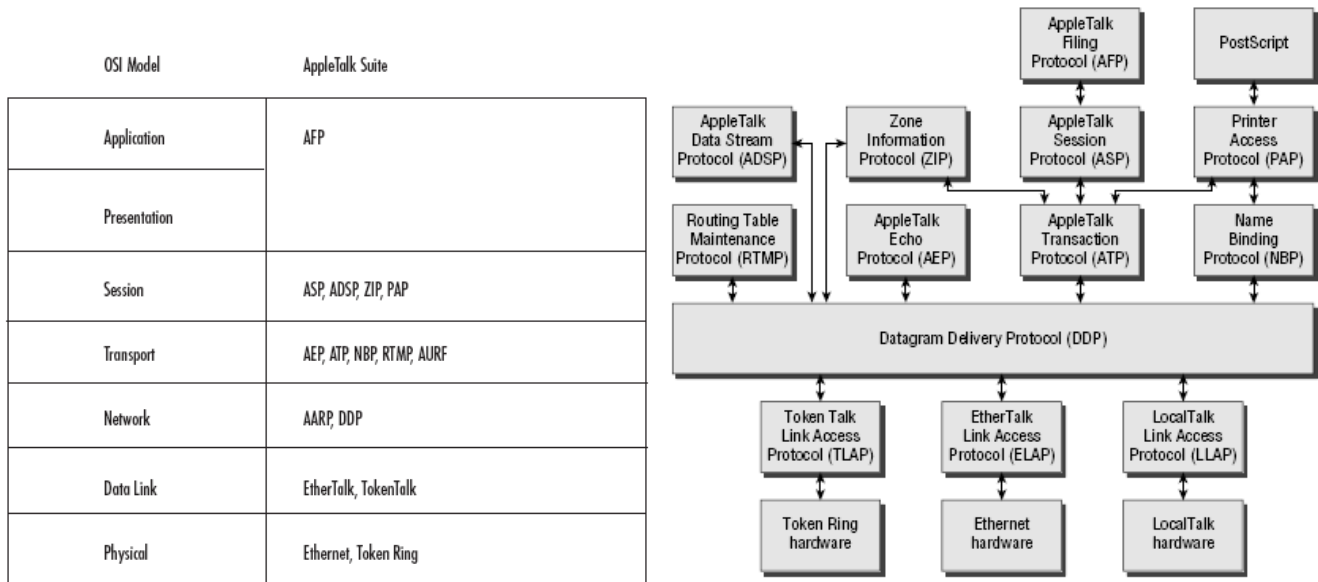 OSI Model AppleTalk Suite
Application AFP
Presentation
Session ASP, ADSP, ZIP, PAP
Transport AEP, ATP, NBP, RTMP, AURF
Network AARP, DDP
Data Link EtherTalk, TokenTalk
Physical Ethernet, Token Ring
AppleTalk
Filing
Protocol (AFP)
PostScript
AppleTalk
Data Stream
Protocol (ADSP)
Zone
Information
Protocol (ZIP)
AppleTalk
Session
Protocol (ASP)
Printer
Access
Protocol (PAP)
Routing Table
Maintenance
Protocol (RTMP)
AppleTalk
Echo
Protocol (AEP)
AppleTalk
Transaction
Protocol (ATP)
Name
Binding
Protocol (NBP)
Datagram Delivery Protocol (DDP)
Token Talk
Link Access
Protocol (TLAP)
EtherTalk
Link Access
Protocol (ELAP)
LocalTalk
Link Access
Protocol (LLAP)
Token Ring
hardware
Ethernet
hardware
LocalTalk
hardware